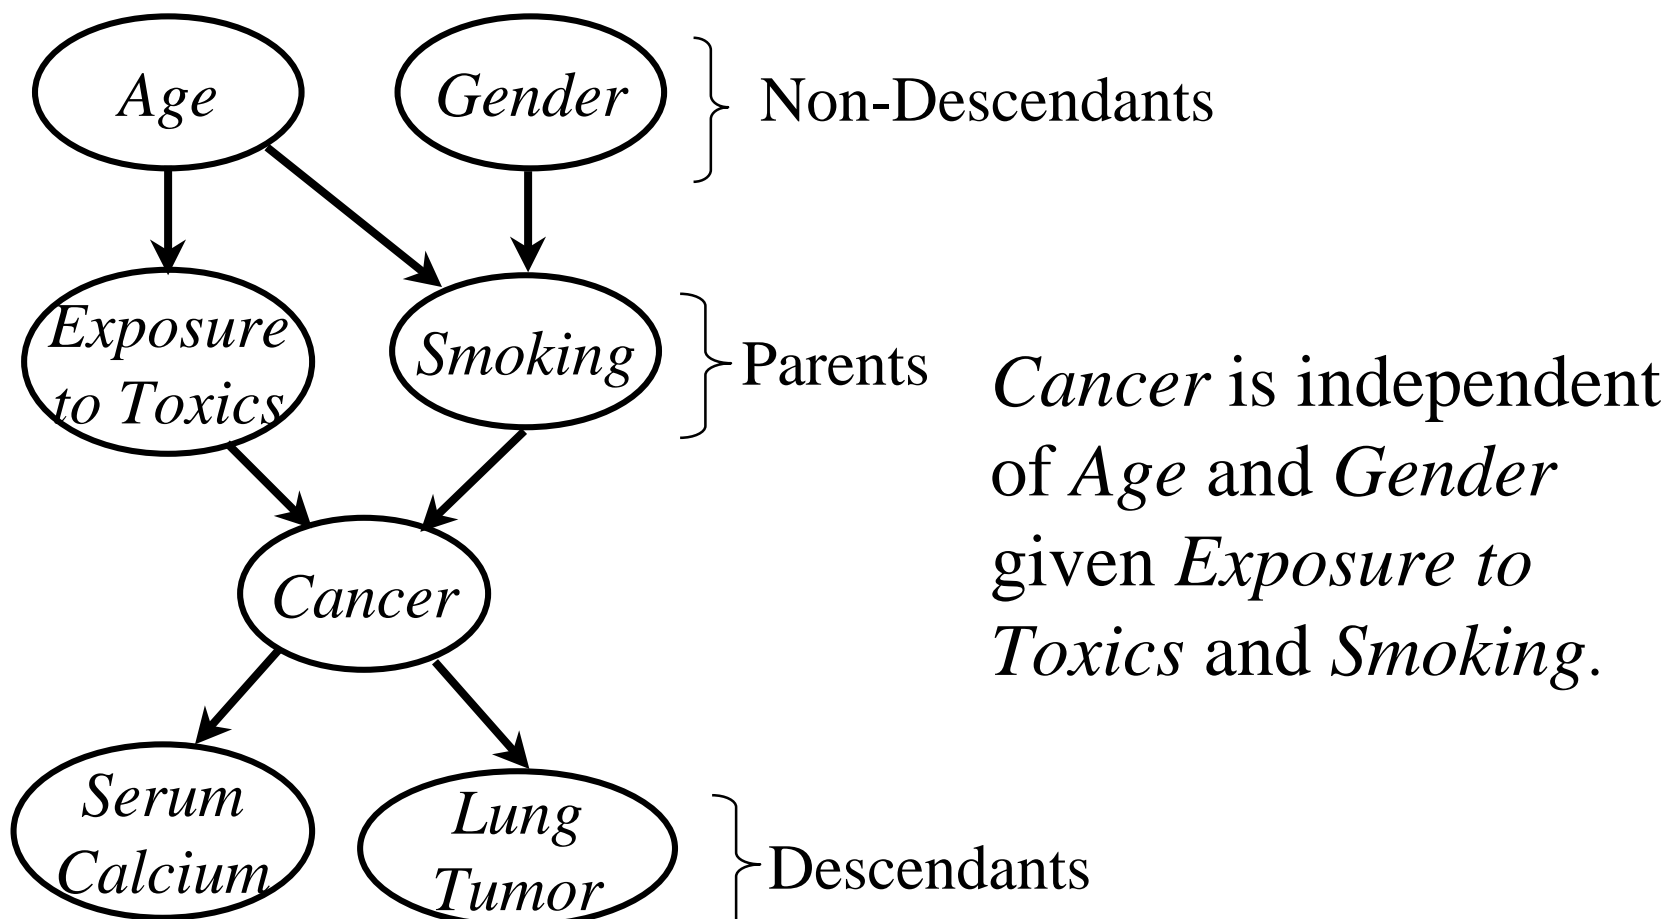 Age
Gender
Non-Descendants
Exposure
to Toxics
Smoking
Parents
Cancer is independent
of Age and Gender
given Exposure to
Toxics and Smoking.
Cancer
Serum
Calcium
Lung
Tumor
Descendants